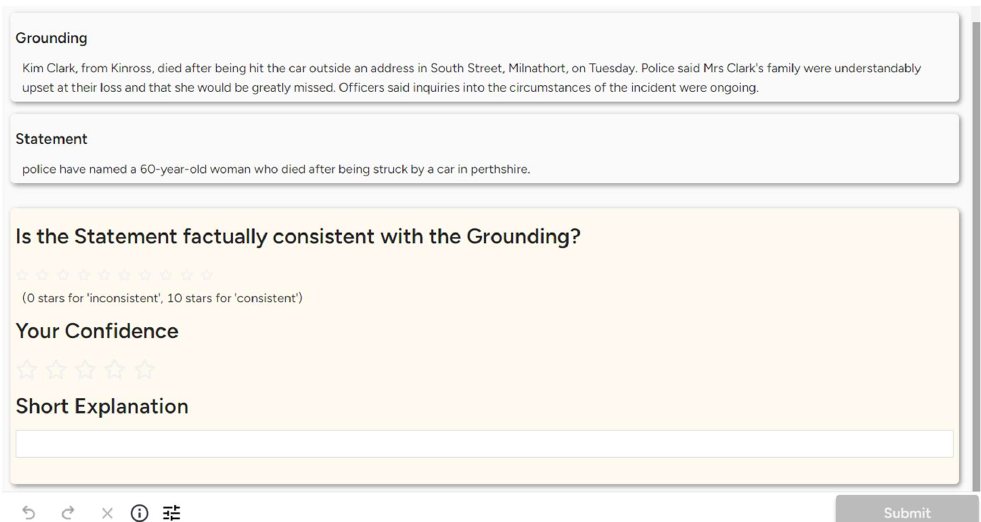 Grounding
Kim Clark, from Kinross, died after being hit the car outside an address in South Street, Milnathort, on Tuesday. Police said Mrs Clark's family were understandably
upset at their loss and that she would be greatly missed. Officers said inquiries into the circumstances of the incident were ongoing.
Statement
police have named a 60-year-old woman who died after being struck by a car in perthshire.
Is the Statement factually consistent with the Grounding?
(0 stars for 'inconsistent', 10 stars for 'consistent')
Your Confidence
Short Explanation
Submit